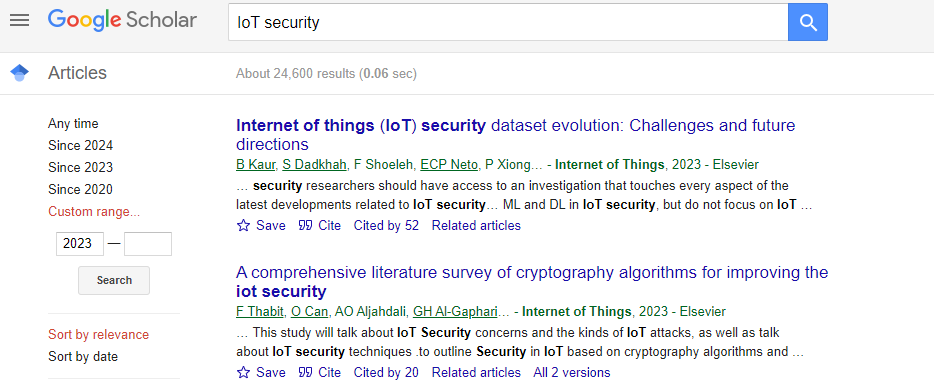 Google Scholar
IoT security
Articles
About 24,600 results (0.06 sec)
Any time
Since 2024
Since 2023
Since 2020
Custom range...
2023 —
Search
Sort by relevance
Sort by date
Internet of things (IoT) security dataset evolution: Challenges and future
directions
B Kaur, S Dadkhah, F Shoeleh, ECP Neto, P Xiong… - Internet of Things, 2023 - Elsevier
… security researchers should have access to an investigation that touches every aspect of the
latest developments related to IoT security… ML and DL in IoT security, but do not focus on IoT …
Save Cite Cited by 52 Related articles
A comprehensive literature survey of cryptography algorithms for improving the
iot security
F Thabit, O Can, AO Aljahdali, GH Al-Gaphari… - Internet of Things, 2023 - Elsevier
… This study will talk about IoT Security concerns and the kinds of IoT attacks, as well as talk
about IoT security techniques .to outline Security in IoT based on cryptography algorithms and …
Save Cite Cited by 20 Related articles All 2 versions